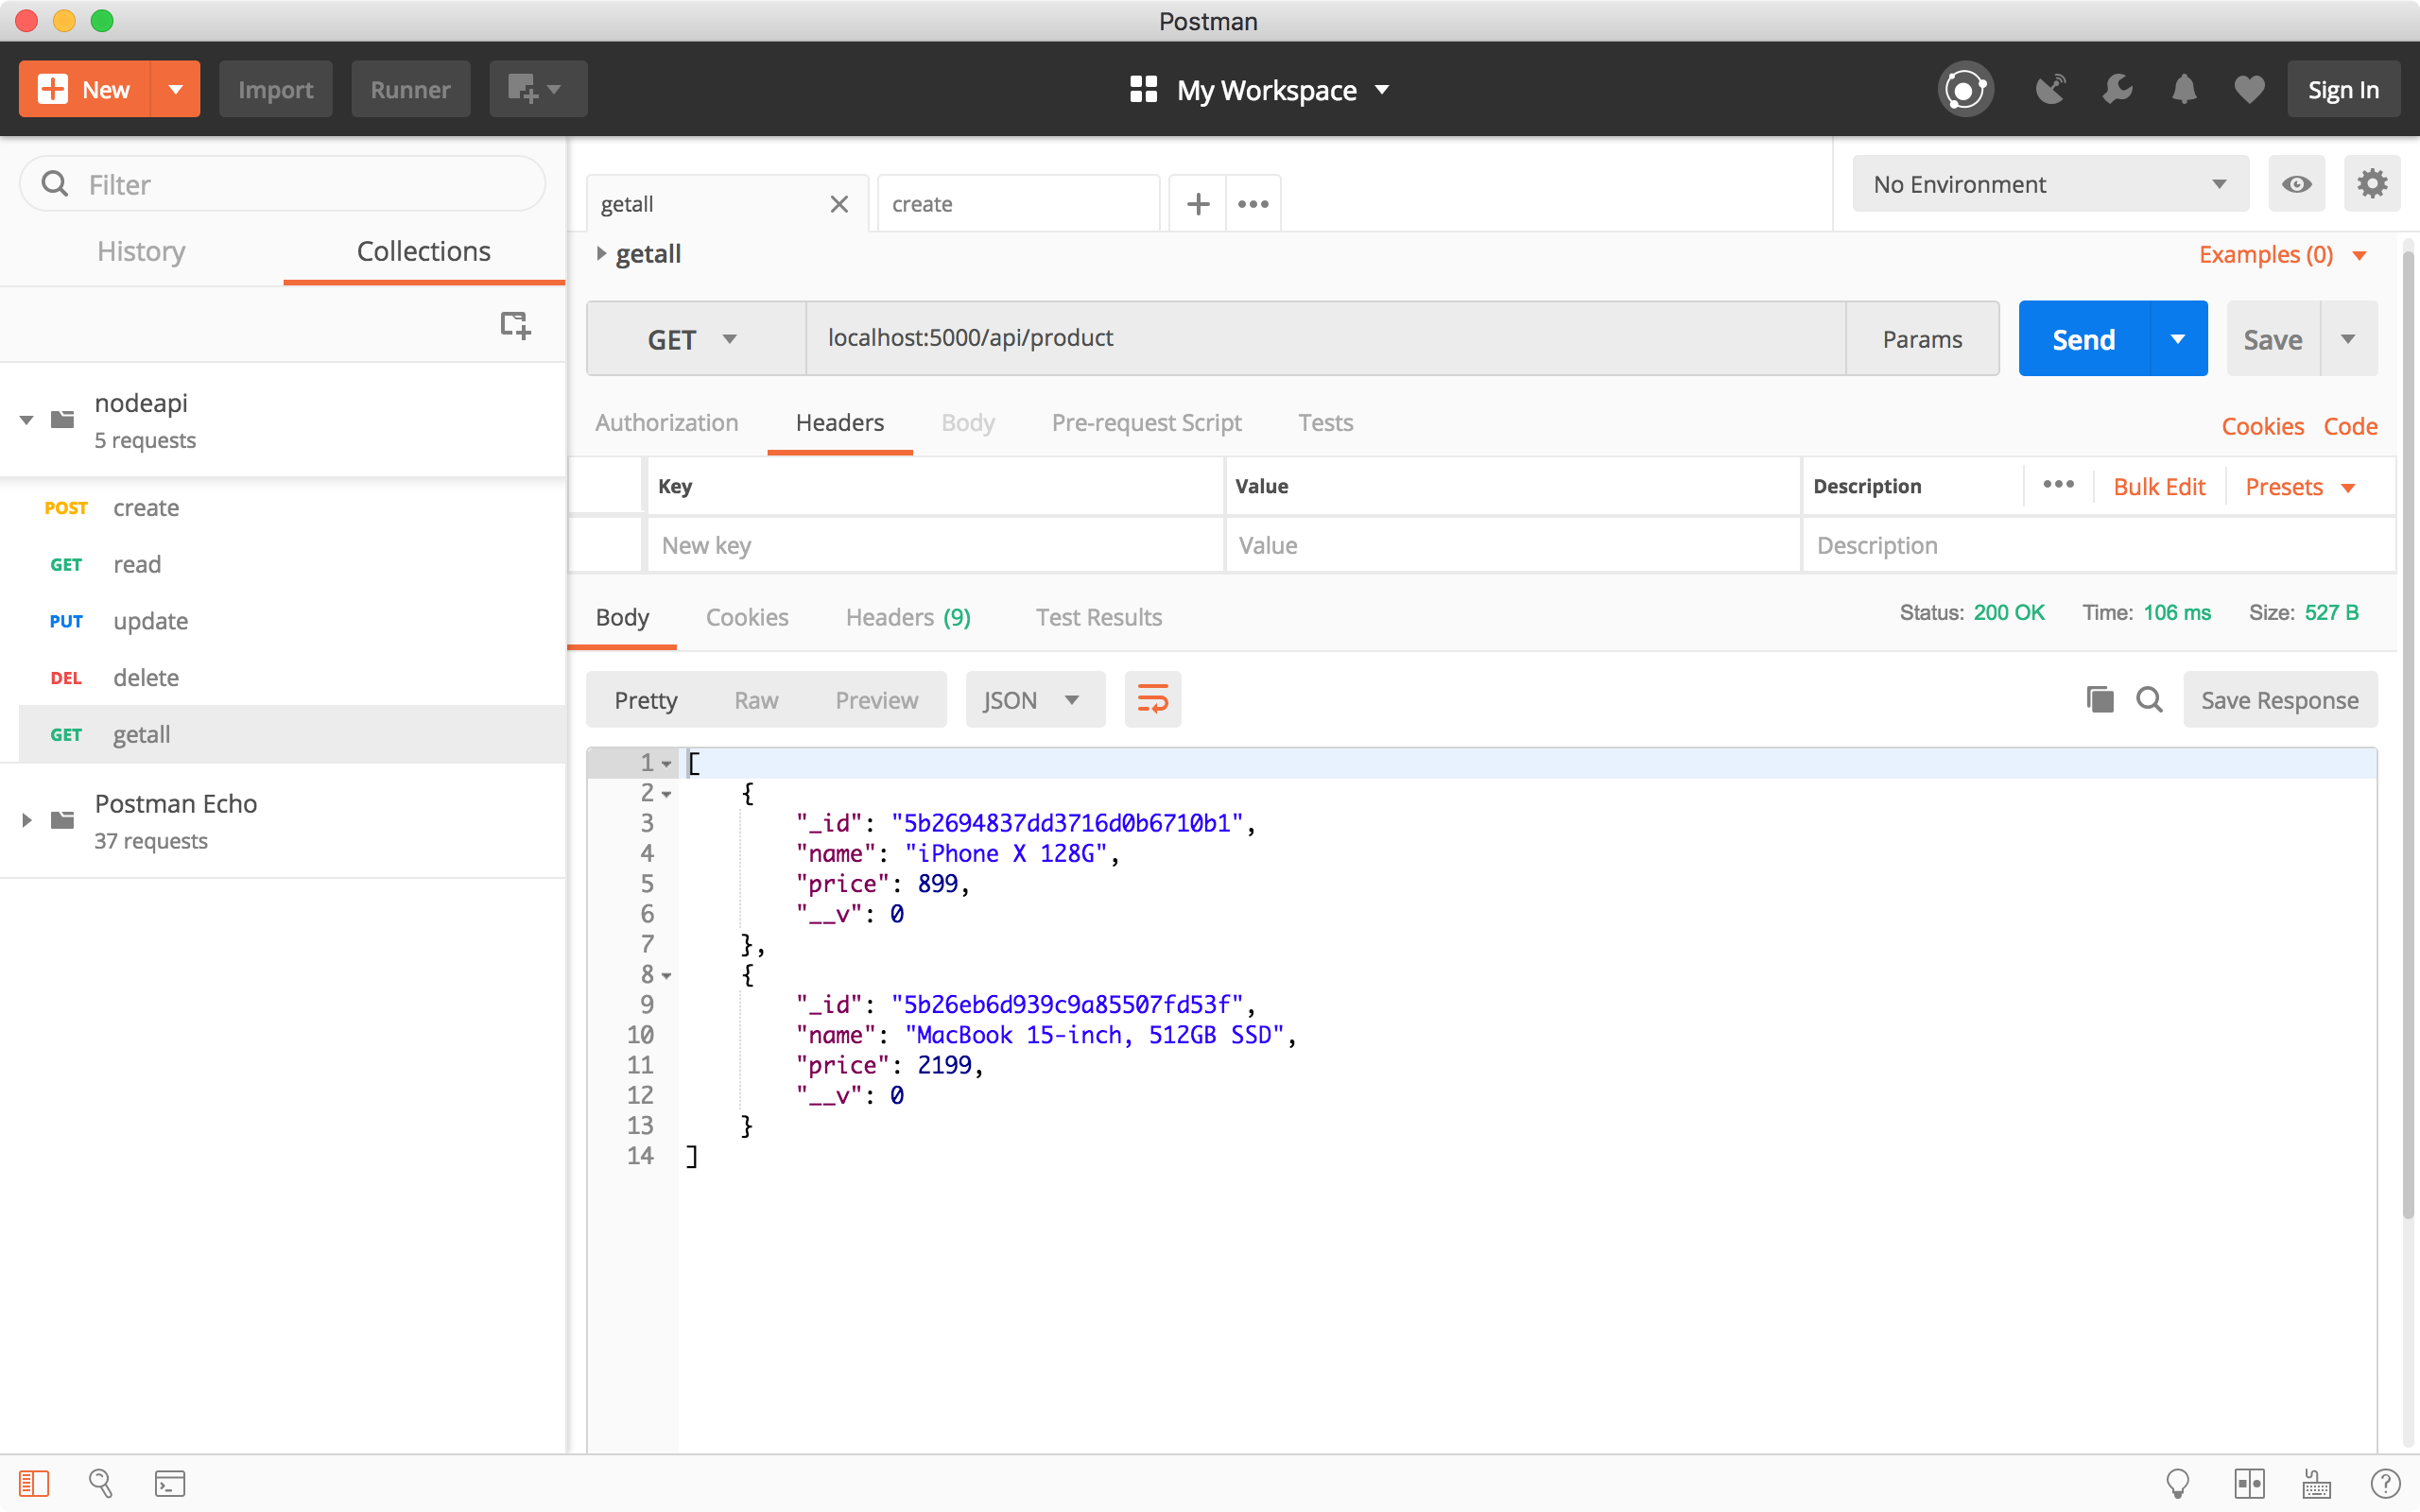 Postman
New
Import
Runner
My Workspace
Sign In
Filter
History
Collections
nodeapi
5 requests
POST create
GET read
PUT update
DEL delete
GET getall
Postman Echo
37 requests
getall
create
No Environment
getall
Examples (0)
GET
localhost:5000/api/product
Params
Send
Save
Authorization
Headers
Body
Pre-request Script
Tests
Cookies
Code
Key
Value
Description
Bulk Edit
Presets
New key
Value
Description
Body
Cookies
Headers (9)
Test Results
Status: 200 OK
Time: 106 ms
Size: 527 B
Pretty
Raw
Preview
JSON
Save Response
1 [
2 {
3 "_id": "5b2694837dd3716d0b6710b1",
4 "name": "iPhone X 128G",
5 "price": 899,
6 "__v": 0
7 },
8 {
9 "_id": "5b26eb6d939c9a85507fd53f",
10 "name": "MacBook 15-inch, 512GB SSD",
11 "price": 2199,
12 "__v": 0
13 }
14 ]